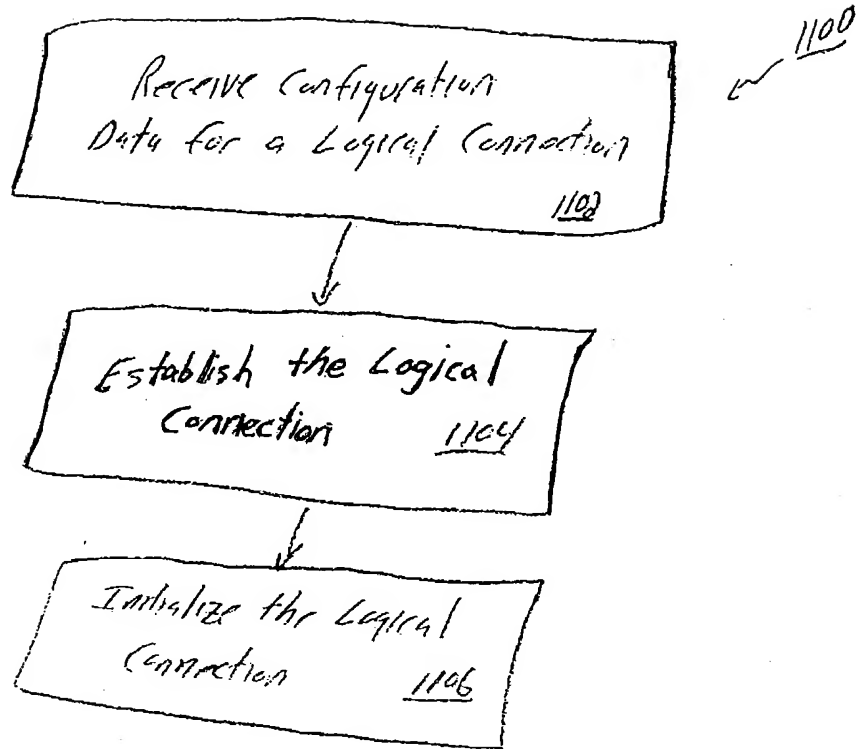 1100
Receive Configuration
Data for a Logical Connection
1102
Establish the Logical
Connection 1104
Initialize the Logical
Connection 1106